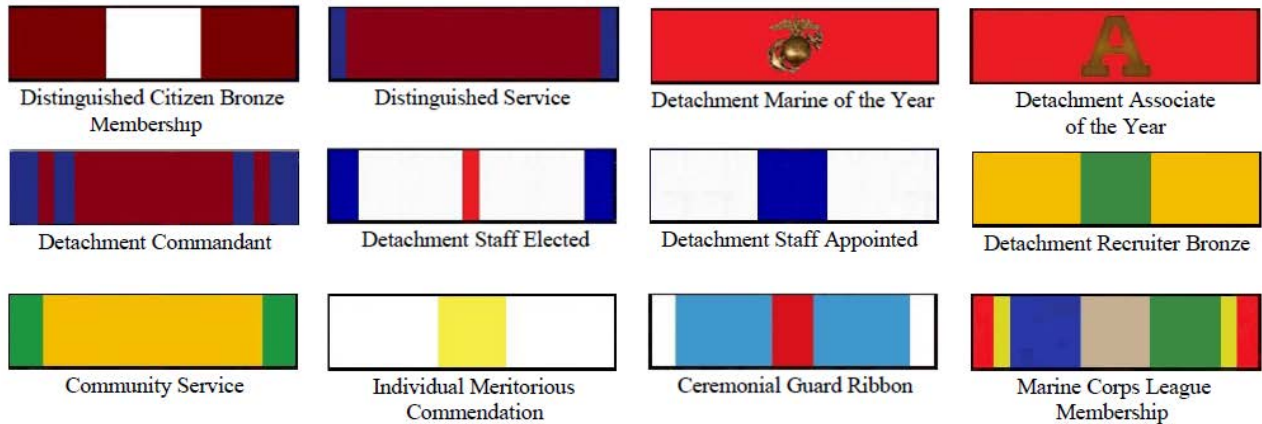 Distinguished Citizen Bronze
Membership
Distinguished Service
Detachment Marine of the Year
A
Detachment Associate
of the Year
Detachment Commandant
Detachment Staff Elected
Detachment Staff Appointed
Detachment Recruiter Bronze
Community Service
Individual Meritorious
Commendation
Ceremonial Guard Ribbon
Marine Corps League
Membership